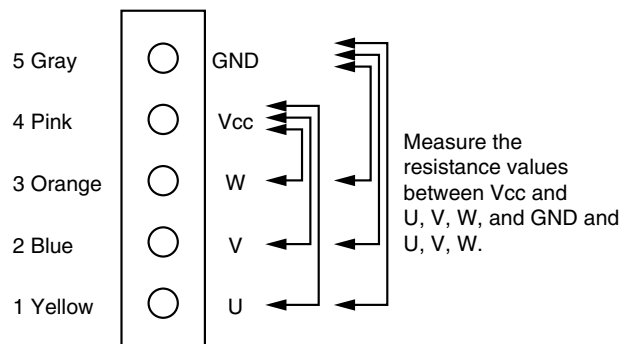 5 Gray GND
4 Pink Vcc
3 Orange W
2 Blue V
1 Yellow U
Measure the
resistance values
between Vcc and
U, V, W, and GND and
U, V, W.